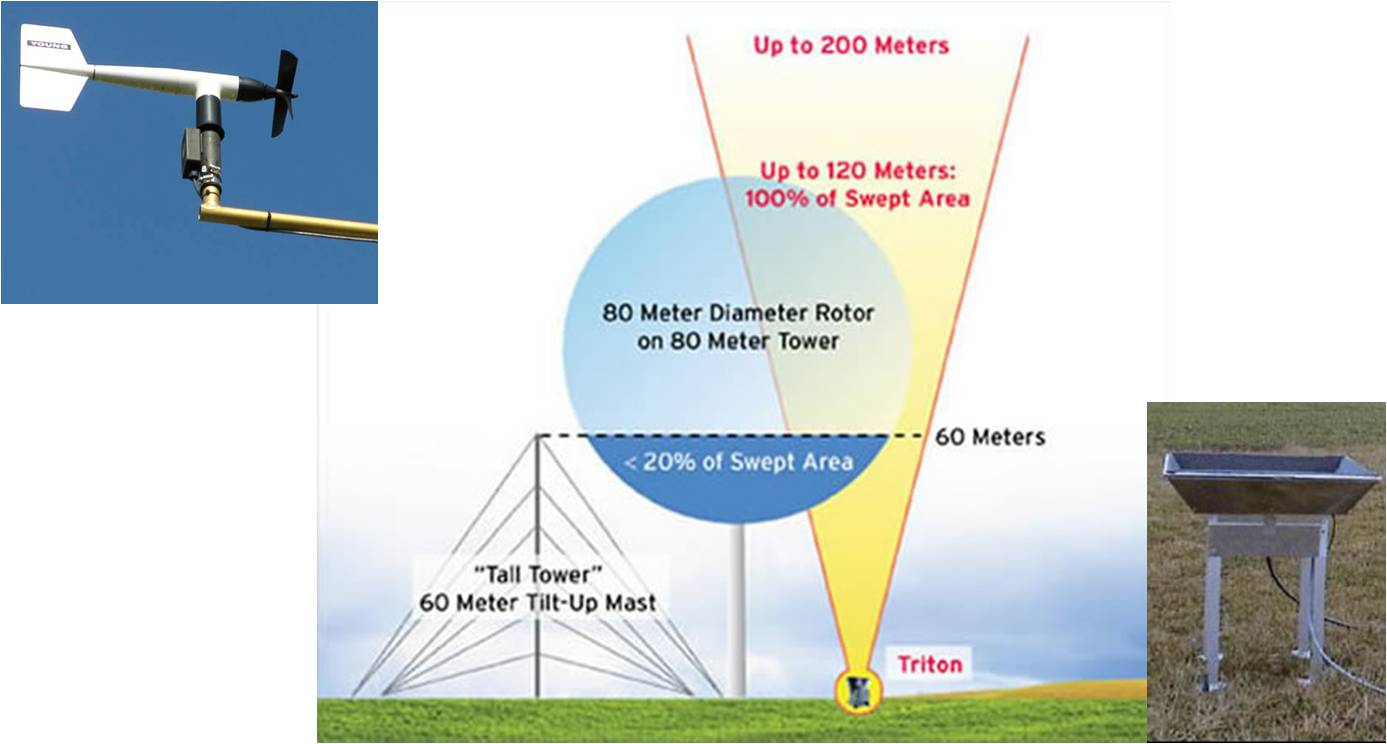 YOUNG
Up to 200 Meters
Up to 120 Meters:
100% of Swept Area
80 Meter Diameter Rotor
on 80 Meter Tower
60 Meters
< 20% of Swept Area
“Tall Tower”
60 Meter Tilt-Up Mast
Triton